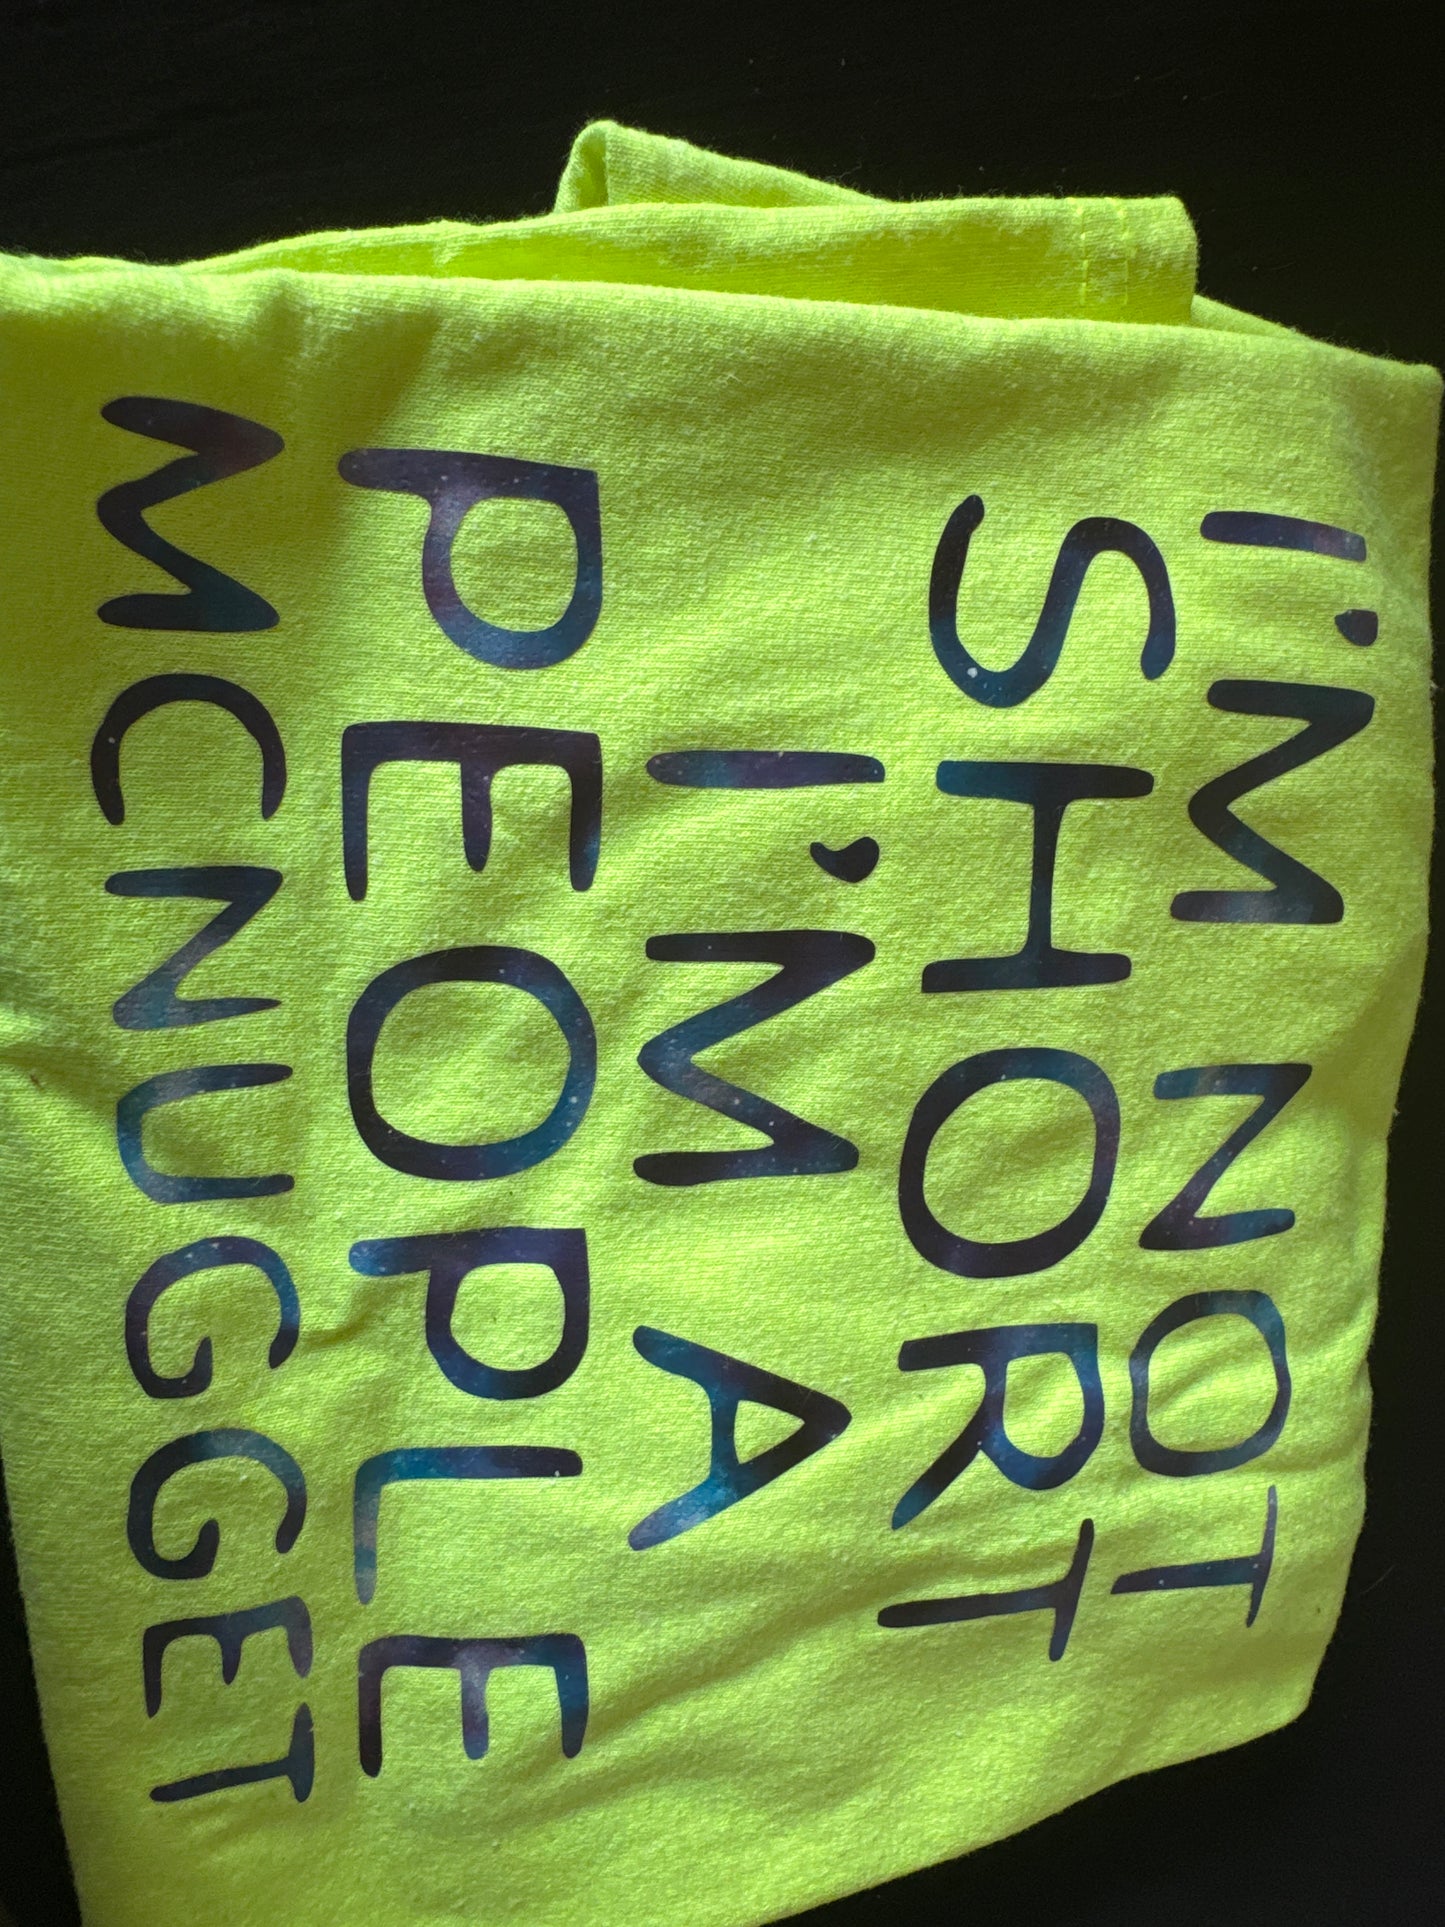 I'M NOT
SHORT
I'M A
PEOPLE
MCNUGGET